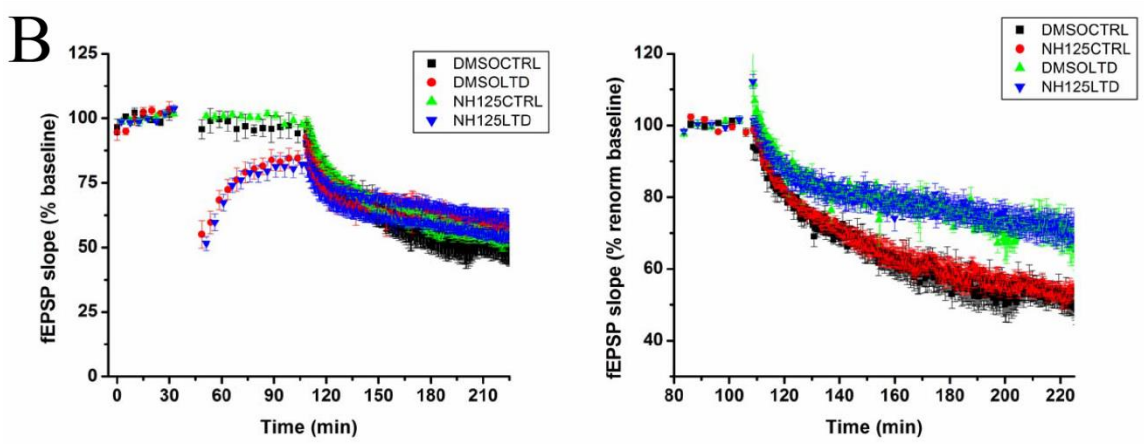 B
125
100
75
50
25
0
fEPSP slope (% baseline)
0 30 60 90 120 150 180 210
Time (min)
DMSOCTRL
DMSOLTD
NH125CTRL
NH125LTD
120
100
80
60
40
fEPSP slope (% renorm baseline)
80 100 120 140 160 180 200 220
Time (min)
DMSOCTRL
NH125CTRL
DMSOLTD
NH125LTD